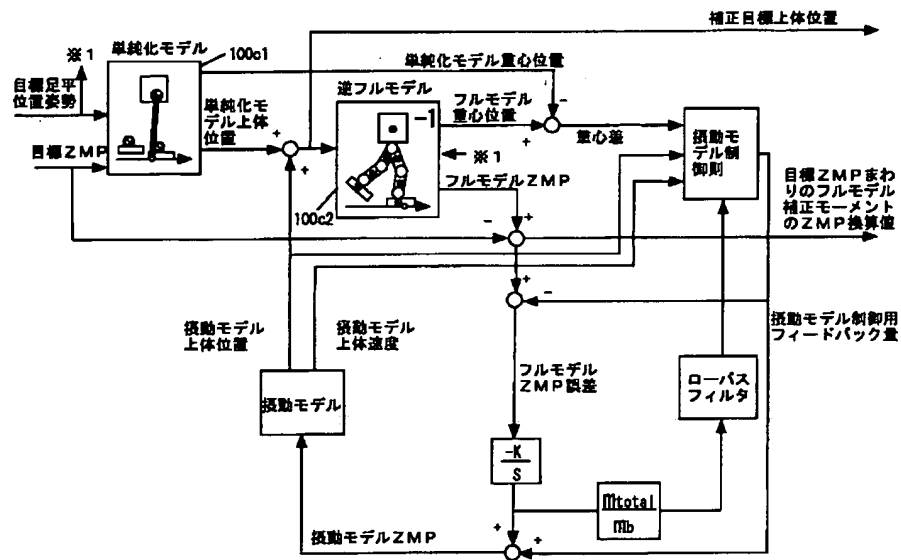 補正目標上体位置
※1
単純化モデル
100c1
単純化モデル重心位置
目標足平
位置姿勢
単純化モ
デル上体
位置
目標ZMP
逆フルモデル
-1
フルモデル
重心位置
重心差
※1
フルモデルZMP
100c2
摂動モ
デル制
御則
目標ZMPまわ
りのフルモデル
補正モーメント
のZMP換算値
+
+
-
+
-
+
+
-
摂動モデル
上体位置
摂動モデル
上体速度
摂動モデル制御用
フィードバック量
フルモデル
ZMP誤差
ローパス
フィルタ
摂動モデル
-K
S
mtotal
mb
摂動モデルZMP
+
+